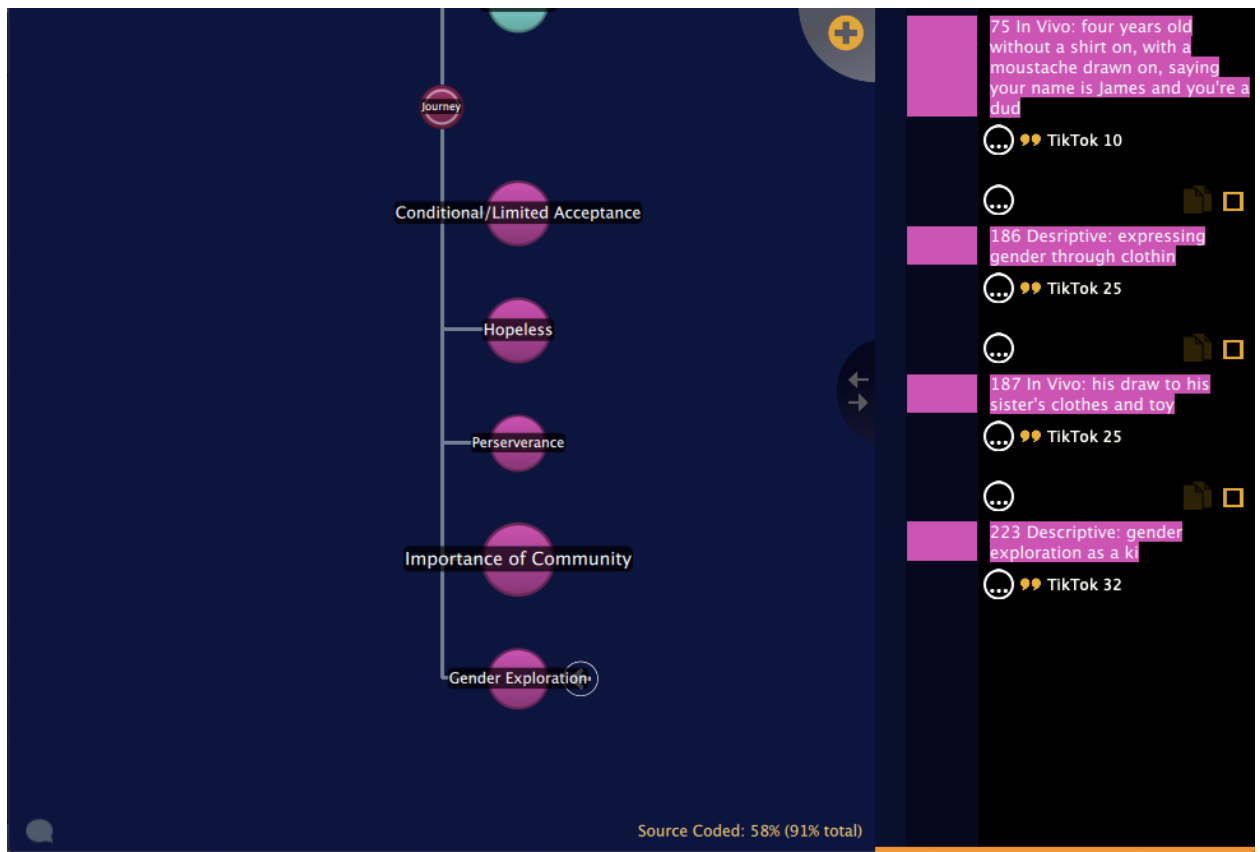 Journey
Conditional/Limited Acceptance
Hopeless
Perserverance
Importance of Community
Gender Exploration
Source Coded: 58% (91% total)
75 In Vivo: four years old
without a shirt on, with a
moustache drawn on, saying
your name is James and you're a
dud
TikTok 10
186 Desriptive: expressing
gender through clothin
TikTok 25
187 In Vivo: his draw to his
sister's clothes and toy
TikTok 25
223 Descriptive: gender
exploration as a ki
TikTok 32